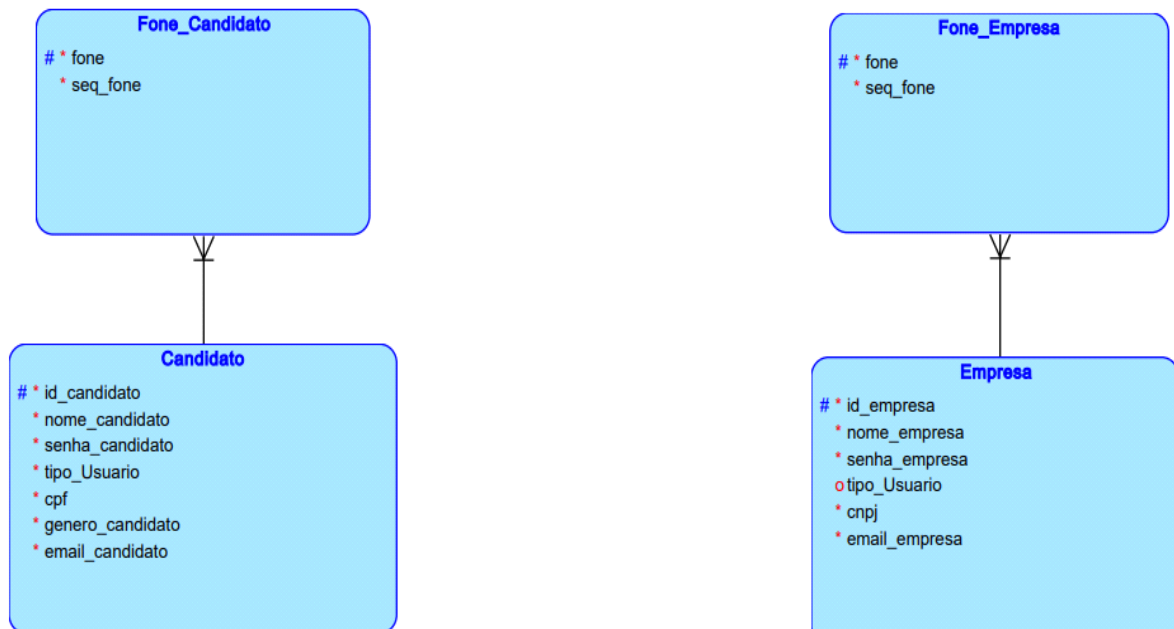 Fone_Candidato
# * fone
* seq_fone
Fone_Empresa
# * fone
* seq_fone
Candidato
# * id_candidato
* nome_candidato
* senha_candidato
* tipo_Usuario
* cpf
* genero_candidato
* email_candidato
Empresa
# * id_empresa
* nome_empresa
* senha_empresa
o tipo_Usuario
* cnpj
* email_empresa